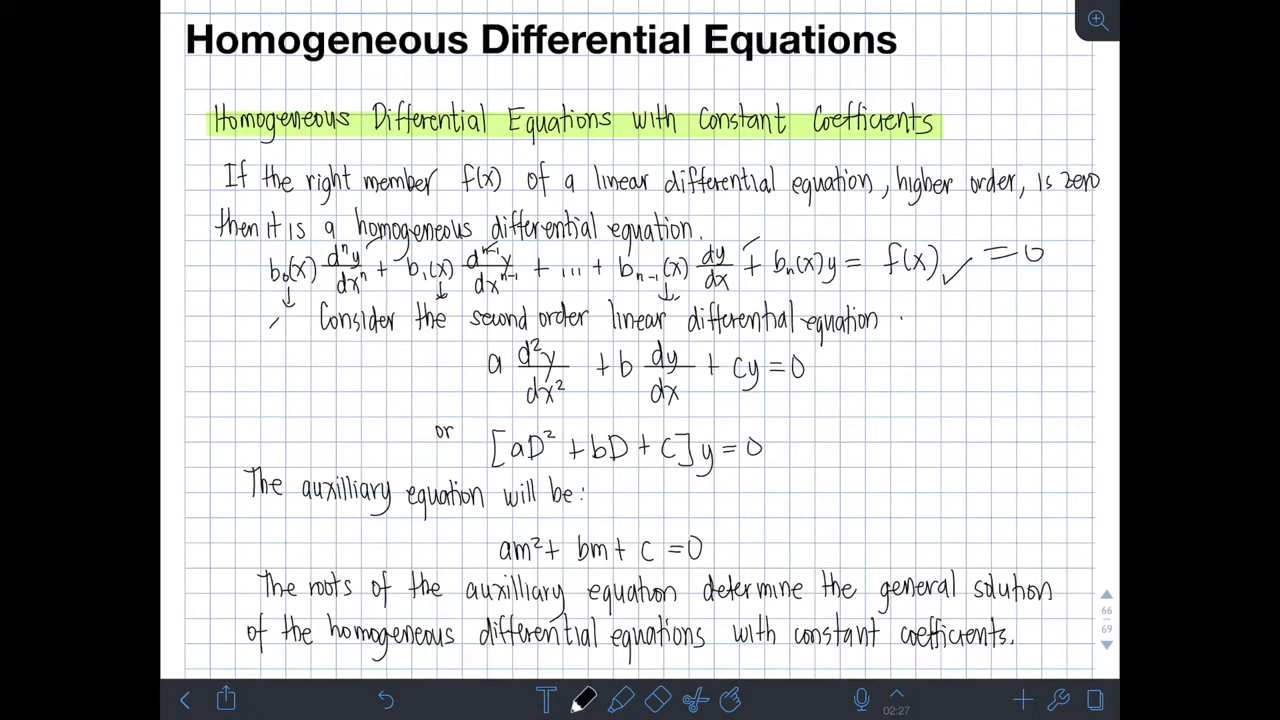 Homogeneous Differential Equations
Homogeneous Differential Equations with Constant Coefficients
If the right member f(x) of a linear differential equation, higher order, is zero
then it is a homogeneous differential equation.
b₀(x) dⁿy/dxⁿ + b₁(x) dⁿ⁻¹y/dxⁿ⁻¹ + ... + bₙ₋₁(x) dy/dx + bₙ(x)y = f(x) ✓ = 0
Consider the second order linear differential equation.
a d²y/dx² + b dy/dx + cy = 0
or [aD² + bD + c]y = 0
The auxilliary equation will be:
am² + bm + c = 0
The roots of the auxilliary equation determine the general solution
of the homogeneous differential equations with constant coefficients.
66
69
T
02:27